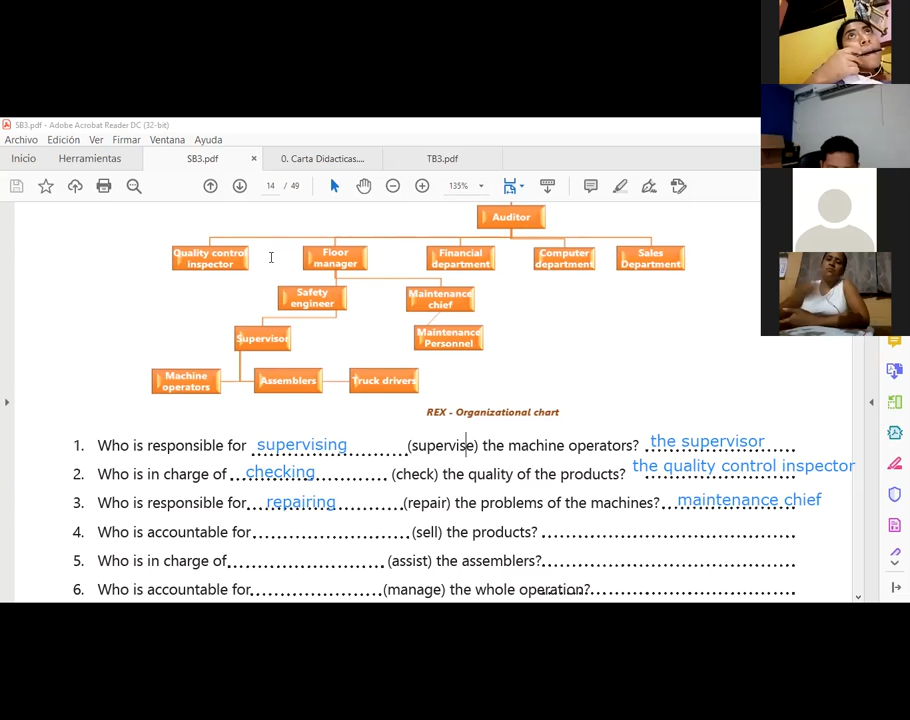 SB3.pdf - Adobe Acrobat Reader DC (32-bit)
Archivo Edición Ver Firmar Ventana Ayuda
Inicio Herramientas SB3.pdf × 0. Carta Didacticas.... TB3.pdf
14 / 49 135%
Auditor
Quality control inspector
Floor manager
Financial department
Computer department
Sales Department
Safety engineer
Maintenance chief
Supervisor
Maintenance Personnel
Machine operators
Assemblers
Truck drivers
REX - Organizational chart
1. Who is responsible for supervising (supervise) the machine operators? the supervisor
2. Who is in charge of checking (check) the quality of the products? the quality control inspector
3. Who is responsible for repairing (repair) the problems of the machines? maintenance chief
4. Who is accountable for (sell) the products?
5. Who is in charge of (assist) the assemblers?
6. Who is accountable for (manage) the whole operation?